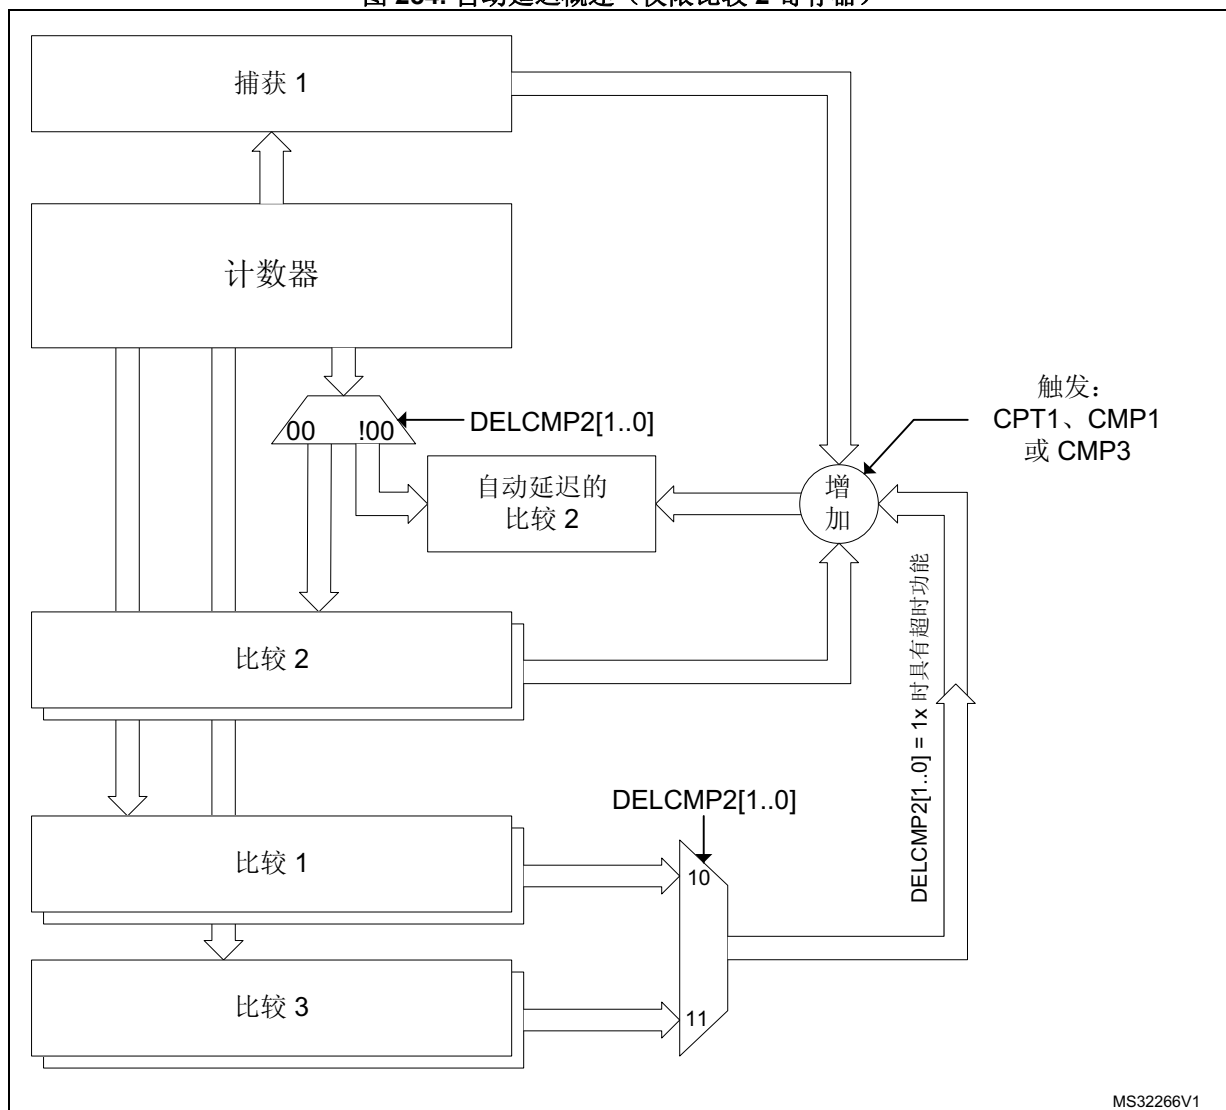 捕获 1
计数器
00 !00
DELCMP2[1..0]
触发：
CPT1、CMP1
或 CMP3
自动延迟的
比较 2
增
加
比较 2
DELCMP2[1..0] = 1x 时具有超时功能
DELCMP2[1..0]
比较 1
10
比较 3
11
MS32266V1